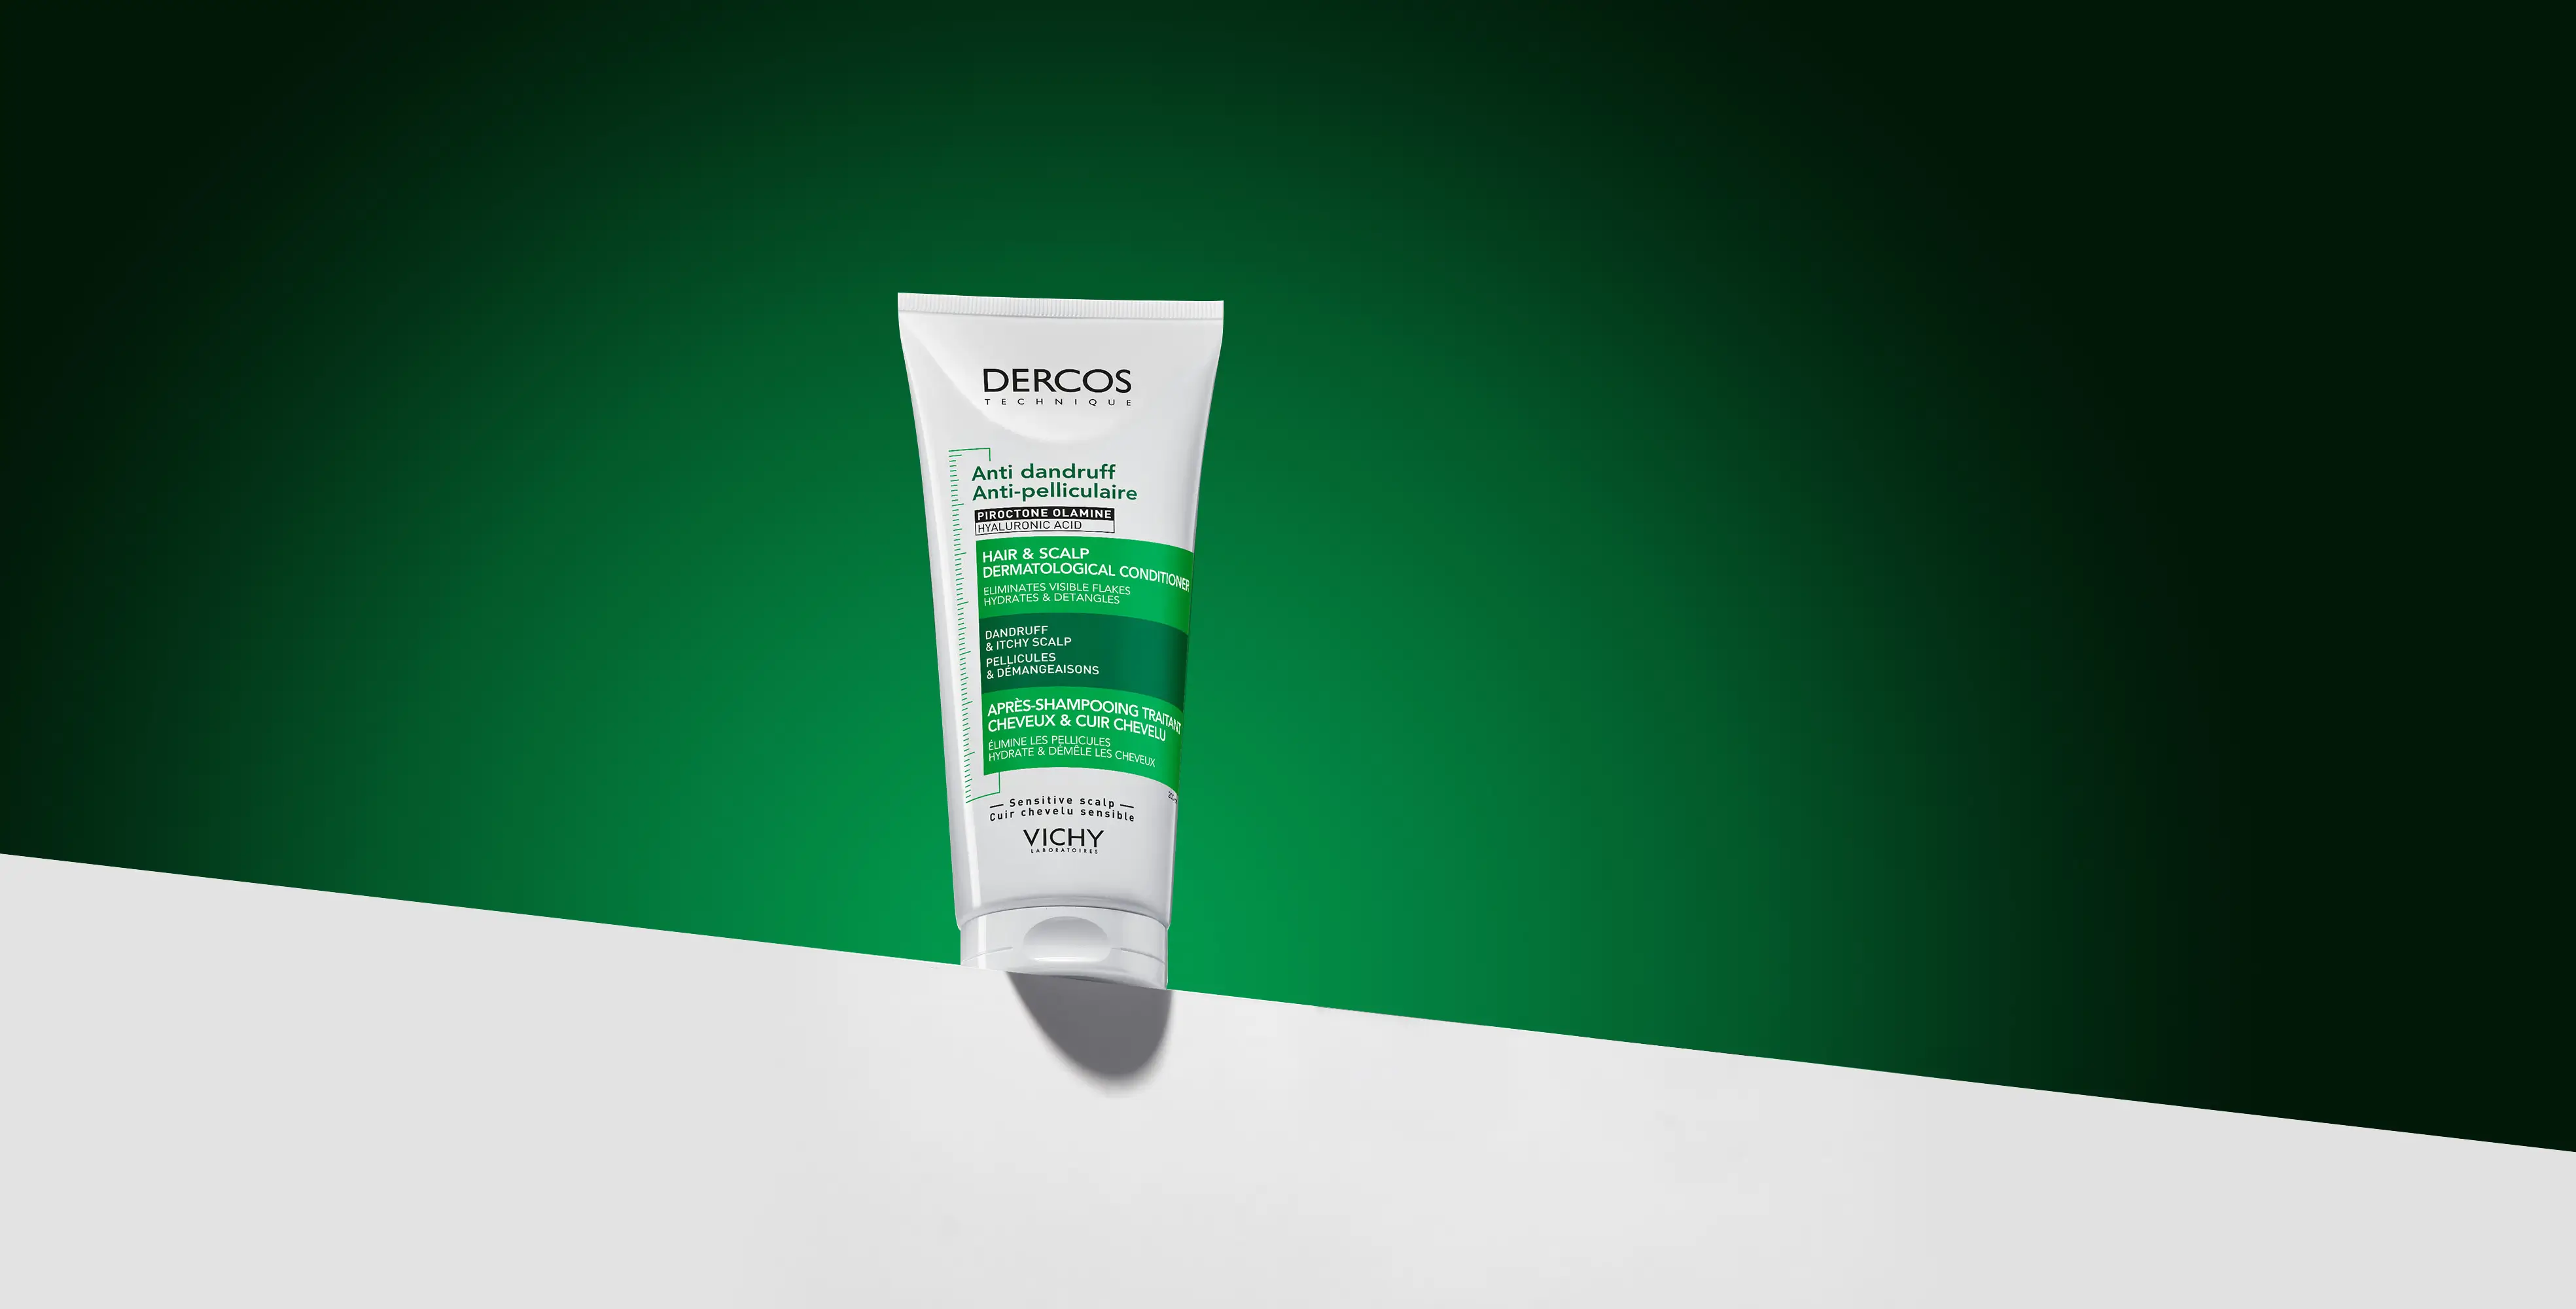 DERCOS
TECHNIQUE
Anti dandruff
Anti-pelliculaire
PIROCTONE OLAMINE
HYALURONIC ACID
HAIR & SCALP
DERMATOLOGICAL CONDITIONER
ELIMINATES VISIBLE FLAKES
HYDRATES & DETANGLES
DANDRUFF
& ITCHY SCALP
PELLICULES
& DÉMANGEAISONS
APRÈS-SHAMPOOING TRAITANT
CHEVEUX & CUIR CHEVELU
ÉLIMINE LES PELLICULES
HYDRATE & DÉMÊLE LES CHEVEUX
— Sensitive scalp —
Cuir chevelu sensible
VICHY
LABORATOIRES